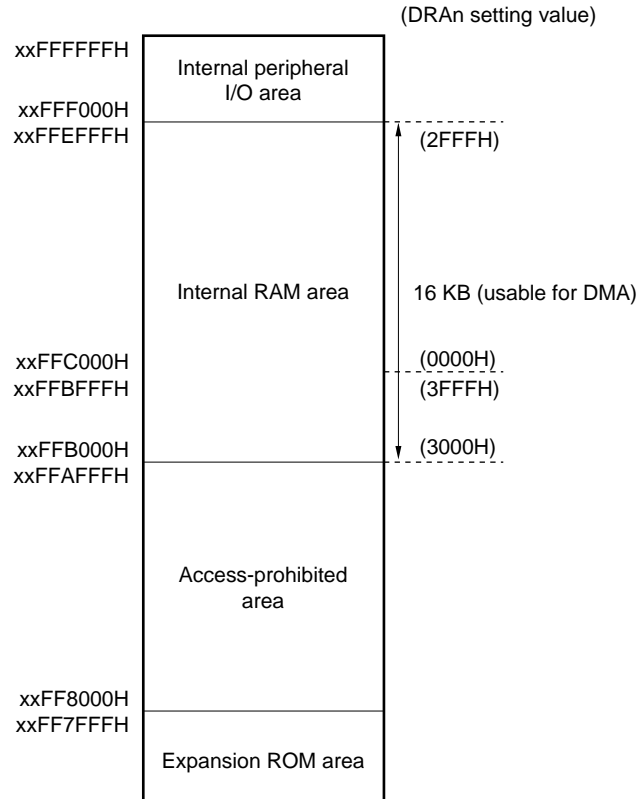 (DRAn setting value)
xxFFFFFFH
Internal peripheral
I/O area
xxFFF000H
xxFFEFFFH
(2FFFH)
Internal RAM area
16 KB (usable for DMA)
xxFFC000H
(0000H)
xxFFBFFFH
(3FFFH)
xxFFB000H
(3000H)
xxFFAFFFH
Access-prohibited
area
xxFF8000H
xxFF7FFFH
Expansion ROM area